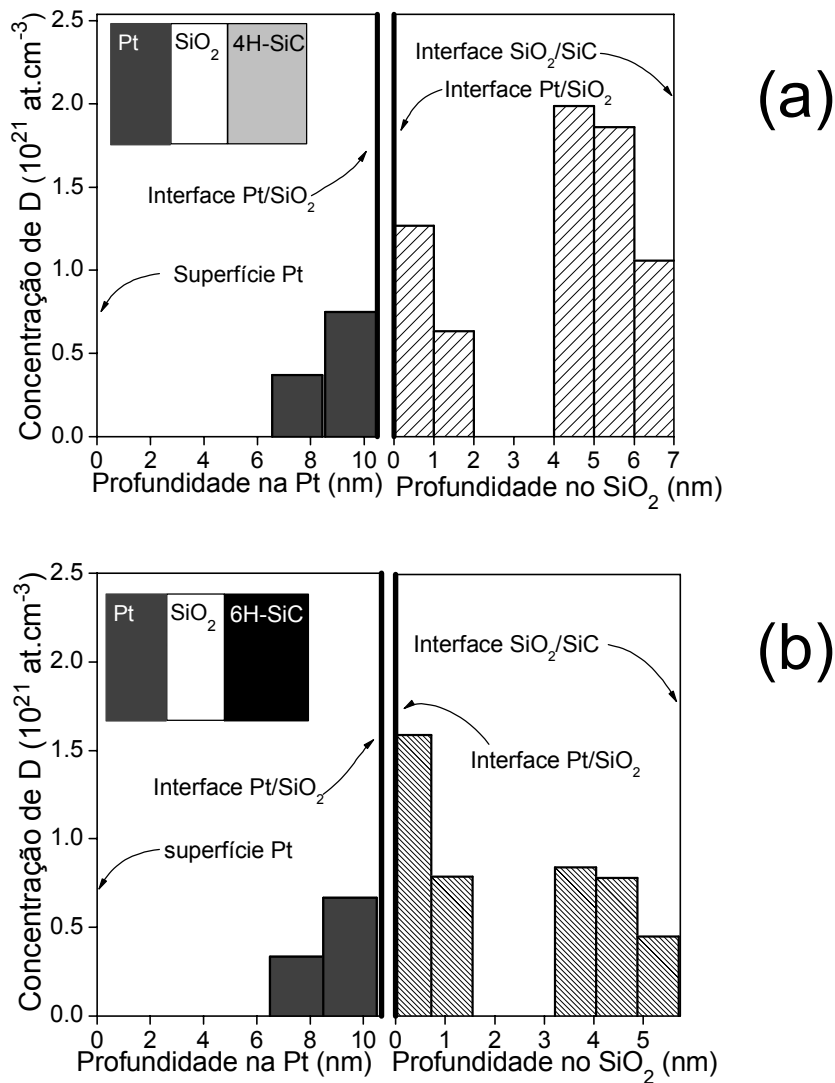 (a)
Concentração de D (10²¹ at.cm⁻³)
2.5
2.0
1.5
1.0
0.5
0.0
Pt
SiO₂
4H-SiC
Interface Pt/SiO₂
Superfície Pt
0 2 4 6 8 10
Profundidade na Pt (nm)
Interface SiO₂/SiC
Interface Pt/SiO₂
0 1 2 3 4 5 6 7
Profundidade no SiO₂ (nm)
(b)
Concentração de D (10²¹ at.cm⁻³)
2.5
2.0
1.5
1.0
0.5
0.0
Pt
SiO₂
6H-SiC
Interface Pt/SiO₂
superfície Pt
0 2 4 6 8 10
Profundidade na Pt (nm)
Interface SiO₂/SiC
Interface Pt/SiO₂
0 1 2 3 4 5
Profundidade no SiO₂ (nm)